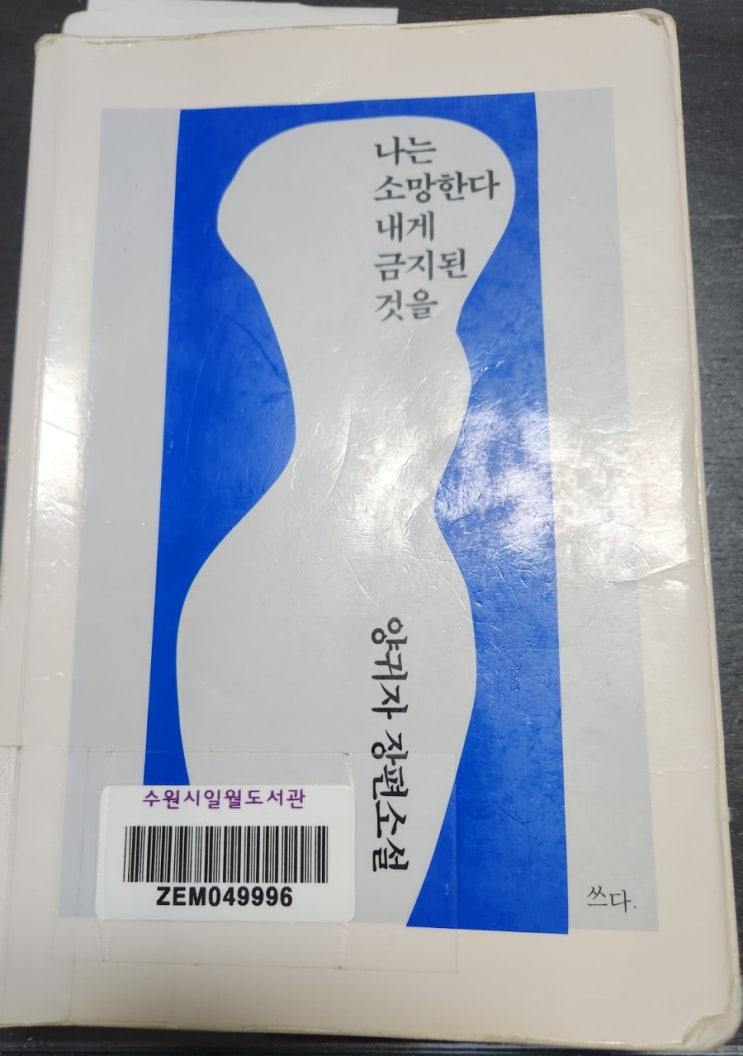 나는
소망한다
내게
금지된
것을
양귀자 장편소설
수원시일월도서관
ZEM049996
쓰다.